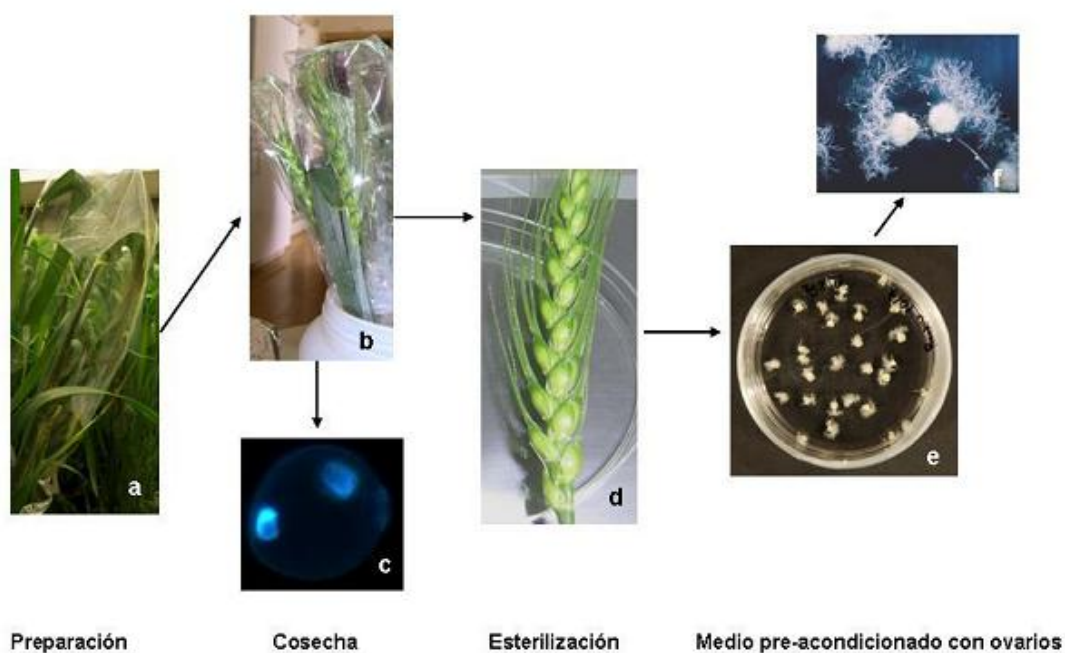 f
a
b
c
d
e
Preparación
Cosecha
Esterilización
Medio pre-acondicionado con ovarios